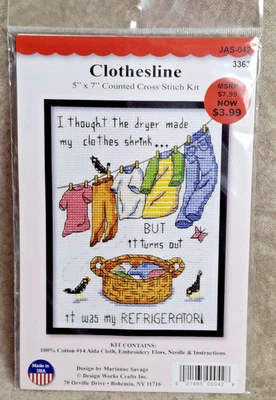 JAS-042
Clothesline
3363
5" x 7" Counted Cross Stitch Kit
MSRP
$7.99
NOW
$3.99
I thought the dryer made
my clothes shrink...
BUT
it turns out
it was my REFRIGERATOR!
KIT CONTAINS:
100% Cotton #14 Aida Cloth, Embroidery Floss, Needle & Instructions.
Made in
USA
Design by Marianne Savage
© Design Works Crafts Inc.
70 Orville Drive • Bohemia, NY 11716